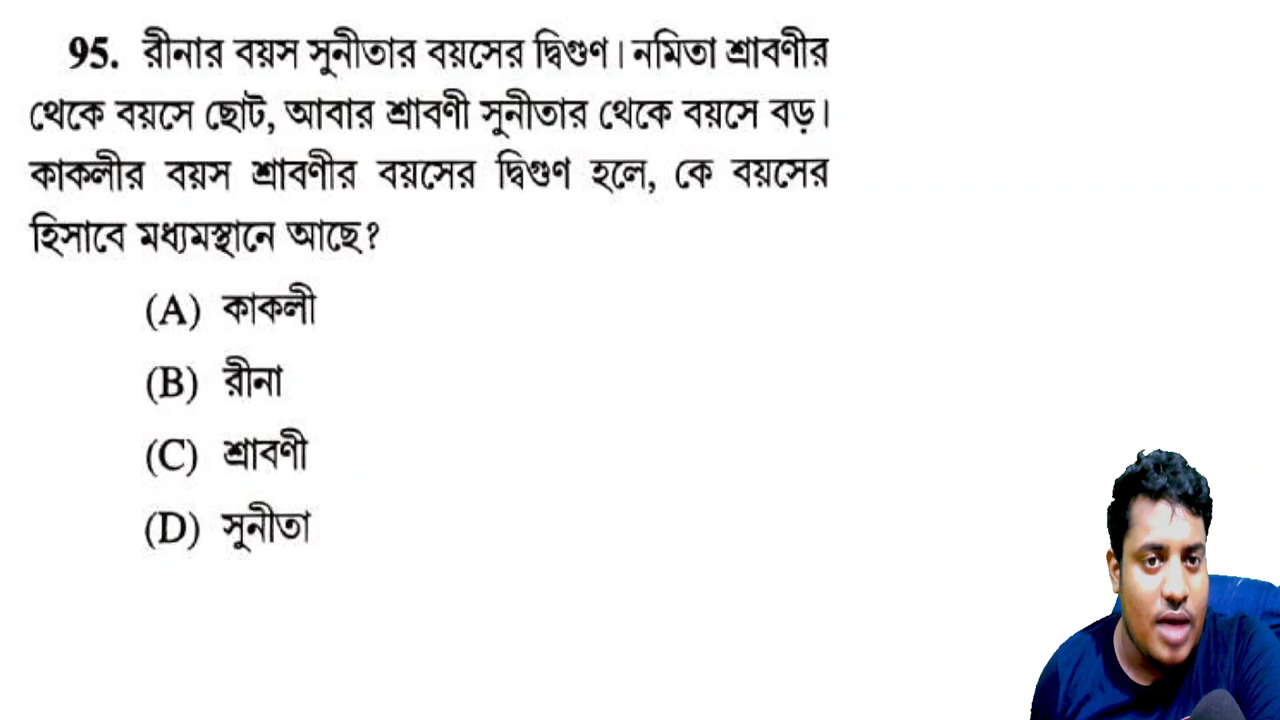 95. রীনার বয়স সুনীতার বয়সের দ্বিগুণ। নমিতা শ্রাবণীর
থেকে বয়সে ছোট, আবার শ্রাবণী সুনীতার থেকে বয়সে বড়।
কাকলীর বয়স শ্রাবণীর বয়সের দ্বিগুণ হলে, কে বয়সের
হিসাবে মধ্যমস্থানে আছে?
(A) কাকলী
(B) রীনা
(C) শ্রাবণী
(D) সুনীতা